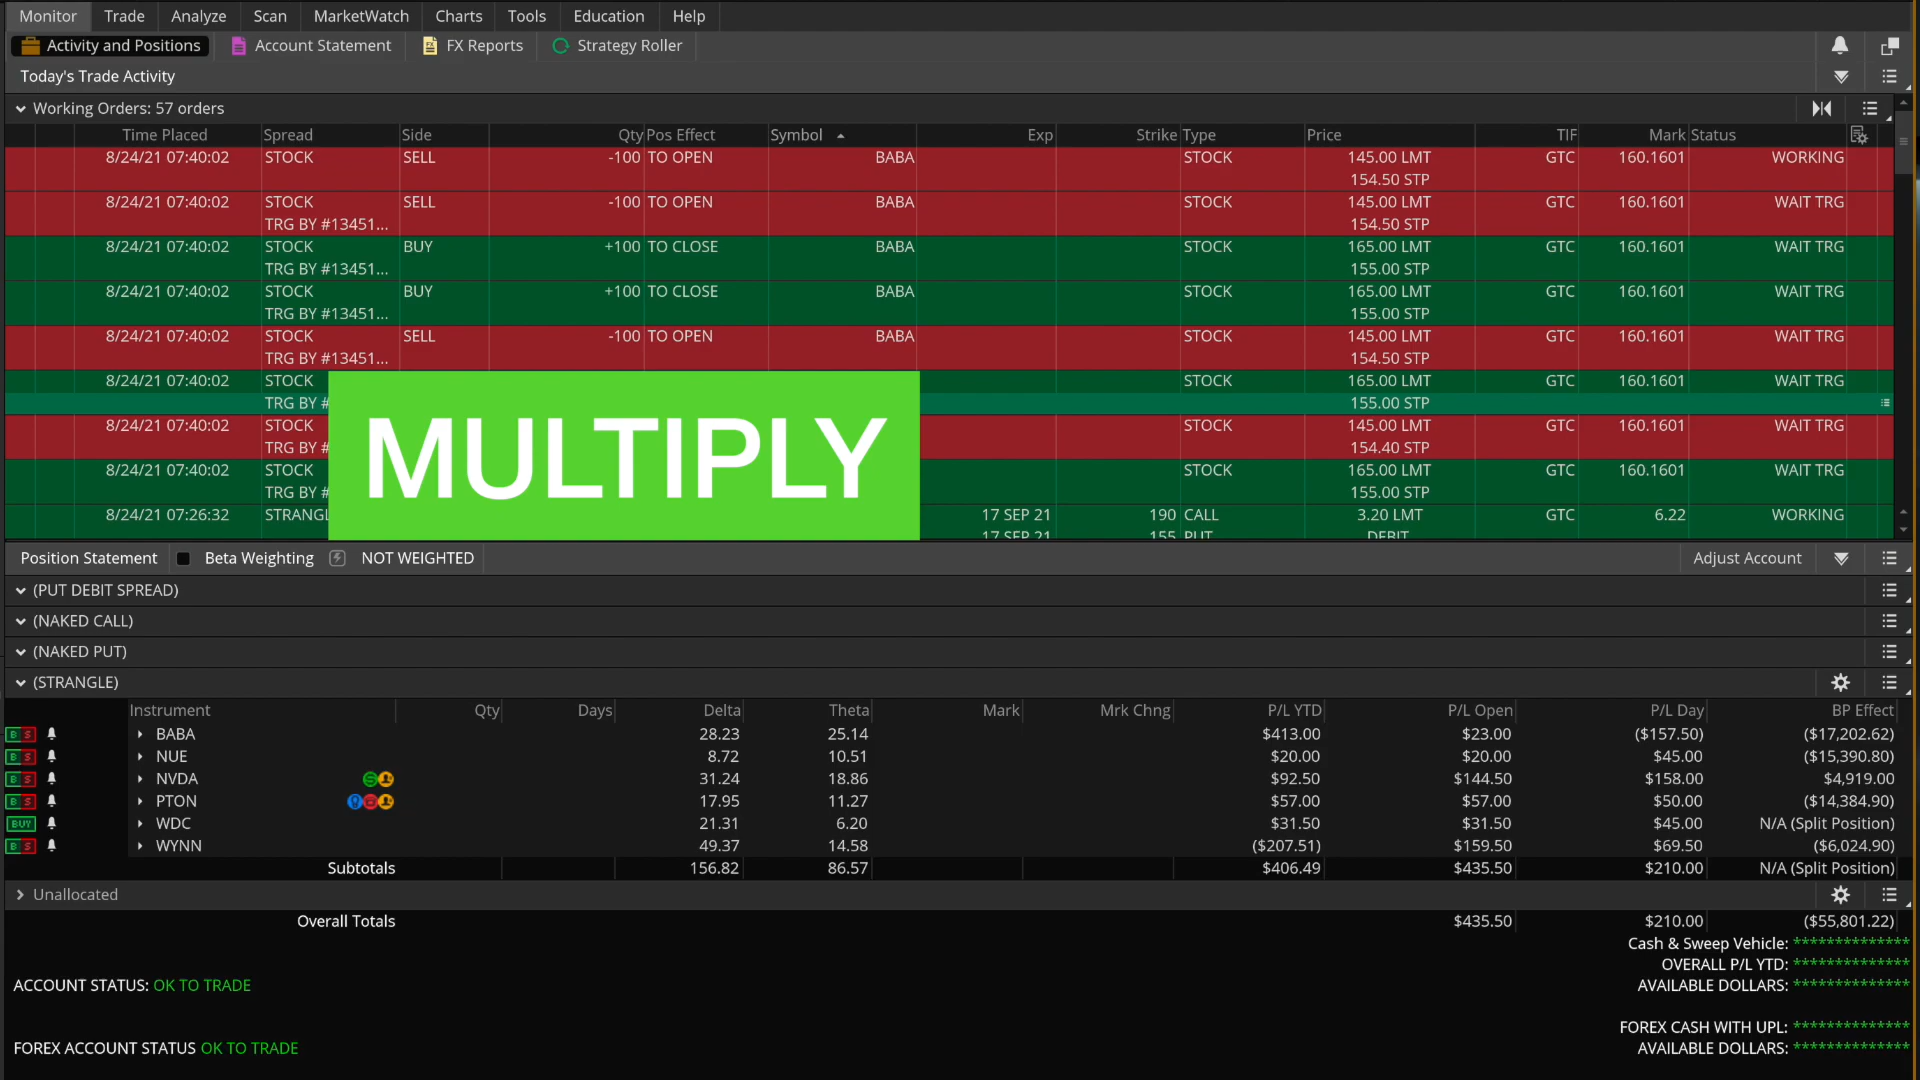 Monitor Trade Analyze Scan MarketWatch Charts Tools Education Help
Activity and Positions Account Statement FX Reports Strategy Roller
Today's Trade Activity
Working Orders: 57 orders
Time Placed Spread Side Qty Pos Effect Symbol Exp Strike Type Price TIF Mark Status
8/24/21 07:40:02 STOCK SELL -100 TO OPEN BABA STOCK 145.00 LMT GTC 160.1601 WORKING
154.50 STP
8/24/21 07:40:02 STOCK SELL -100 TO OPEN BABA STOCK 145.00 LMT GTC 160.1601 WAIT TRG
TRG BY #13451... 154.50 STP
8/24/21 07:40:02 STOCK BUY +100 TO CLOSE BABA STOCK 165.00 LMT GTC 160.1601 WAIT TRG
TRG BY #13451... 155.00 STP
8/24/21 07:40:02 STOCK BUY +100 TO CLOSE BABA STOCK 165.00 LMT GTC 160.1601 WAIT TRG
TRG BY #13451... 155.00 STP
8/24/21 07:40:02 STOCK SELL -100 TO OPEN BABA STOCK 145.00 LMT GTC 160.1601 WAIT TRG
TRG BY #13451... 154.50 STP
8/24/21 07:40:02 STOCK STOCK 165.00 LMT GTC 160.1601 WAIT TRG
TRG BY # 155.00 STP
8/24/21 07:40:02 STOCK STOCK 145.00 LMT GTC 160.1601 WAIT TRG
TRG BY # 154.40 STP
MULTIPLY
8/24/21 07:40:02 STOCK STOCK 165.00 LMT GTC 160.1601 WAIT TRG
TRG BY # 155.00 STP
8/24/21 07:26:32 STRANGL 17 SEP 21 190 CALL 3.20 LMT GTC 6.22 WORKING
17 SEP 21 155 PUT DEBIT
Position Statement Beta Weighting NOT WEIGHTED Adjust Account
(PUT DEBIT SPREAD)
(NAKED CALL)
(NAKED PUT)
(STRANGLE)
Instrument Qty Days Delta Theta Mark Mrk Chng P/L YTD P/L Open P/L Day BP Effect
B S BABA 28.23 25.14 $413.00 $23.00 ($157.50) ($17,202.62)
B S NUE 8.72 10.51 $20.00 $20.00 $45.00 ($15,390.80)
B S NVDA 31.24 18.86 $92.50 $144.50 $158.00 $4,919.00
B S PTON 17.95 11.27 $57.00 $57.00 $50.00 ($14,384.90)
BUY WDC 21.31 6.20 $31.50 $31.50 $45.00 N/A (Split Position)
B S WYNN 49.37 14.58 ($207.51) $159.50 $69.50 ($6,024.90)
Subtotals 156.82 86.57 $406.49 $435.50 $210.00 N/A (Split Position)
Unallocated
Overall Totals $435.50 $210.00 ($55,801.22)
Cash & Sweep Vehicle: **************
OVERALL P/L YTD: **************
ACCOUNT STATUS: OK TO TRADE AVAILABLE DOLLARS: **************
FOREX CASH WITH UPL: **************
FOREX ACCOUNT STATUS OK TO TRADE AVAILABLE DOLLARS: **************